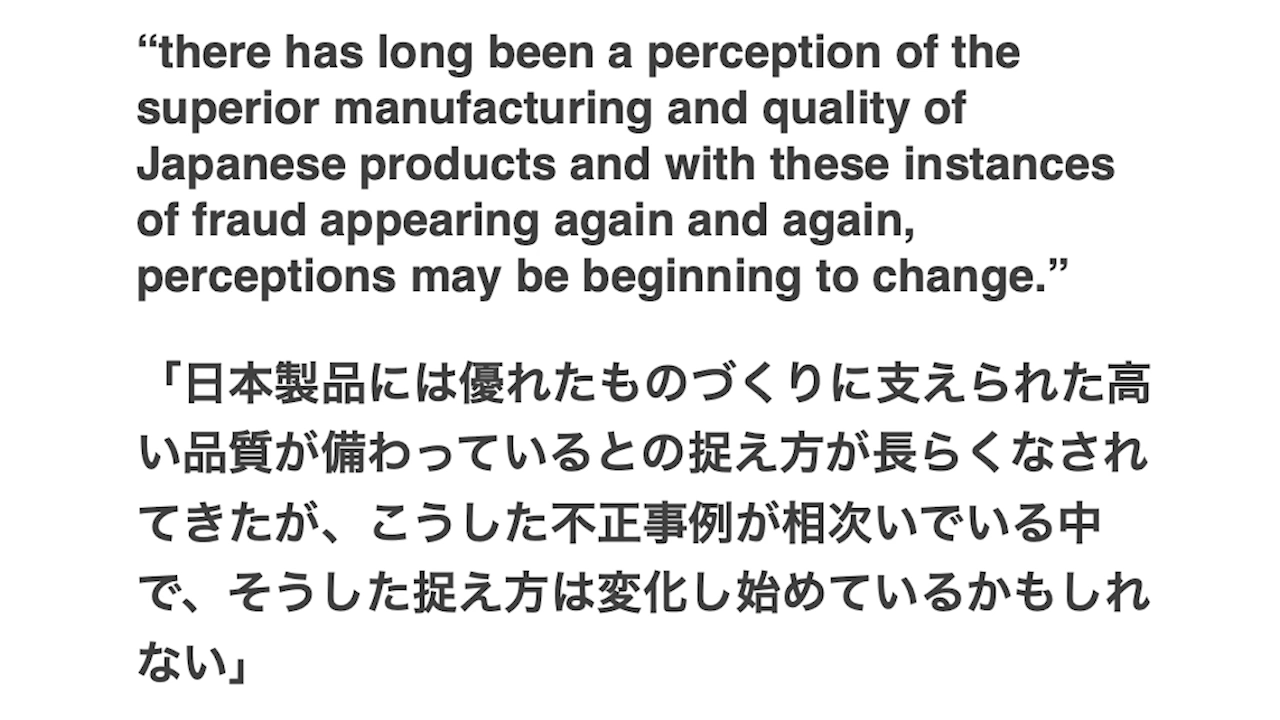 “there has long been a perception of the
superior manufacturing and quality of
Japanese products and with these instances
of fraud appearing again and again,
perceptions may be beginning to change.”
「日本製品には優れたものづくりに支えられた高
い品質が備わっているとの捉え方が長らくなされ
てきたが、こうした不正事例が相次いでいる中
で、そうした捉え方は変化し始めているかもしれ
ない」